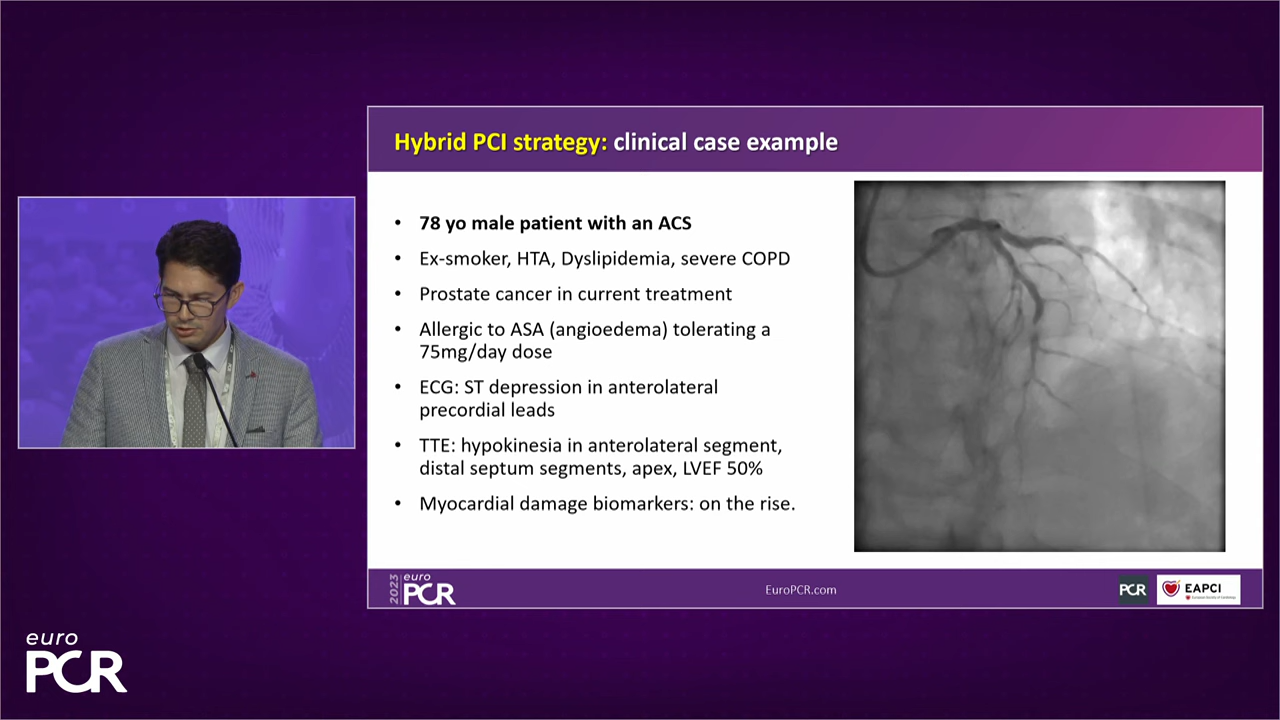 Hybrid PCI strategy: clinical case example
• 78 yo male patient with an ACS
• Ex-smoker, HTA, Dyslipidemia, severe COPD
• Prostate cancer in current treatment
• Allergic to ASA (angioedema) tolerating a
75mg/day dose
• ECG: ST depression in anterolateral
precordial leads
• TTE: hypokinesia in anterolateral segment,
distal septum segments, apex, LVEF 50%
• Myocardial damage biomarkers: on the rise.
2023 euro
PCR
EuroPCR.com
PCR
EAPCI
euro
PCR